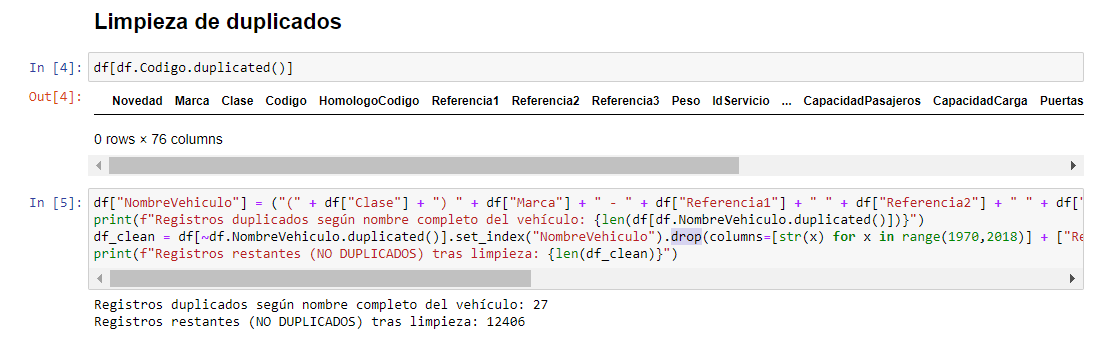 Limpieza de duplicados
In [4]: df[df.Codigo.duplicated()]
Out[4]:
Novedad Marca Clase Codigo HomologoCodigo Referencia1 Referencia2 Referencia3 Peso IdServicio ... CapacidadPasajeros CapacidadCarga Puertas
0 rows × 76 columns
In [5]: df["NombreVehiculo"] = ("(" + df["Clase"] + ") " + df["Marca"] + " - " + df["Referencia1"] + " " + df["Referencia2"] + " " + df["
print(f"Registros duplicados según nombre completo del vehículo: {len(df[df.NombreVehiculo.duplicated()])}")
df_clean = df[~df.NombreVehiculo.duplicated()].set_index("NombreVehiculo").drop(columns=[str(x) for x in range(1970,2018)] + ["Re
print(f"Registros restantes (NO DUPLICADOS) tras limpieza: {len(df_clean)}")
Registros duplicados según nombre completo del vehículo: 27
Registros restantes (NO DUPLICADOS) tras limpieza: 12406